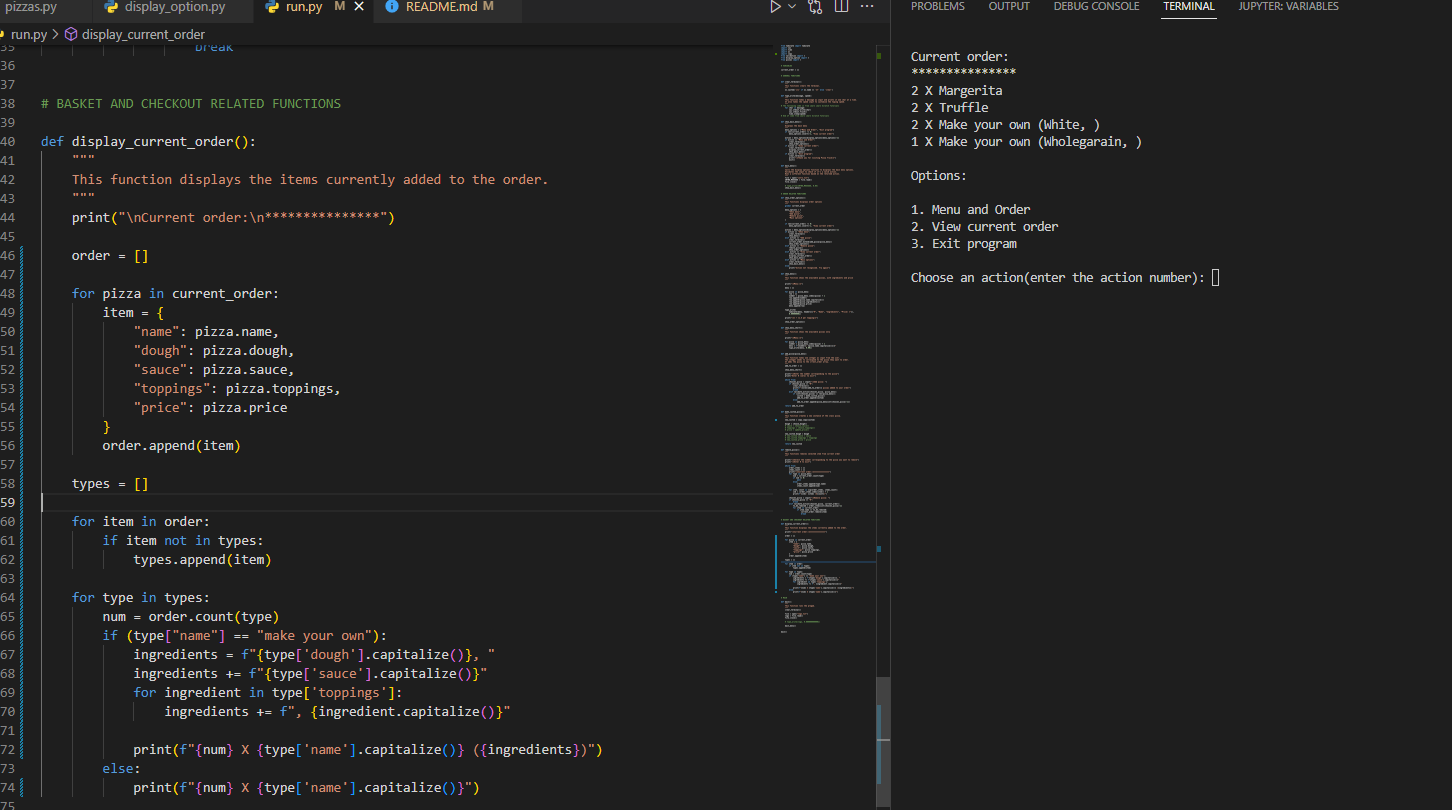 pizzas.py display_option.py run.py M README.md M
PROBLEMS OUTPUT DEBUG CONSOLE TERMINAL JUPYTER: VARIABLES
run.py > display_current_order
35 break
36
37
38 # BASKET AND CHECKOUT RELATED FUNCTIONS
39
40 def display_current_order():
41 """
42 This function displays the items currently added to the order.
43 """
44 print("\nCurrent order:\n***************")
45
46 order = []
47
48 for pizza in current_order:
49 item = {
50 "name": pizza.name,
51 "dough": pizza.dough,
52 "sauce": pizza.sauce,
53 "toppings": pizza.toppings,
54 "price": pizza.price
55 }
56 order.append(item)
57
58 types = []
59
60 for item in order:
61 if item not in types:
62 types.append(item)
63
64 for type in types:
65 num = order.count(type)
66 if (type["name"] == "make your own"):
67 ingredients = f"{type['dough'].capitalize()}, "
68 ingredients += f"{type['sauce'].capitalize()}"
69 for ingredient in type['toppings']:
70 ingredients += f", {ingredient.capitalize()}"
71
72 print(f"{num} X {type['name'].capitalize()} ({ingredients})")
73 else:
74 print(f"{num} X {type['name'].capitalize()}")
75
Current order:
***************
2 X Margerita
2 X Truffle
2 X Make your own (White, )
1 X Make your own (Wholegarain, )
Options:
1. Menu and Order
2. View current order
3. Exit program
Choose an action(enter the action number):